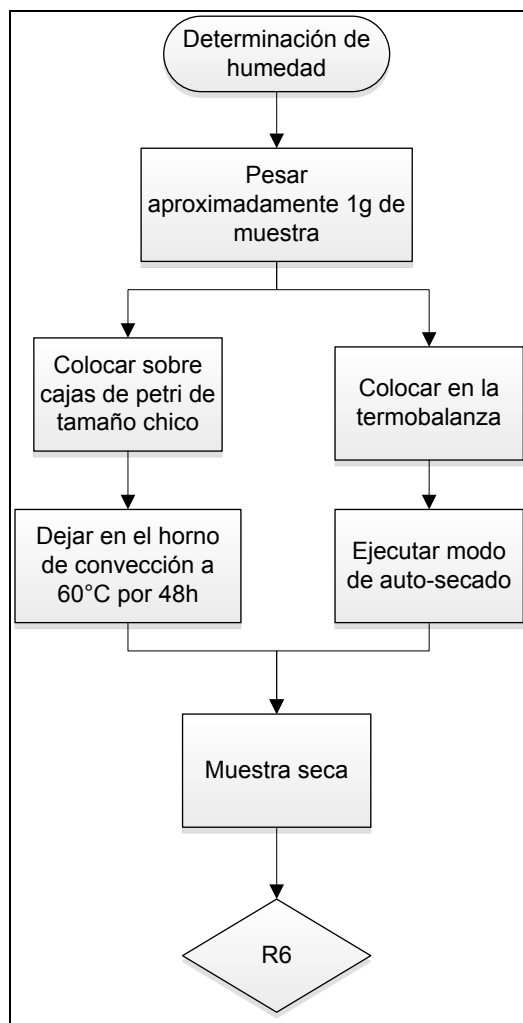 Determinación de
humedad
Pesar
aproximadamente 1g de
muestra
Colocar sobre
cajas de petri de
tamaño chico
Colocar en la
termobalanza
Dejar en el horno
de convección a
60°C por 48h
Ejecutar modo
de auto-secado
Muestra seca
R6